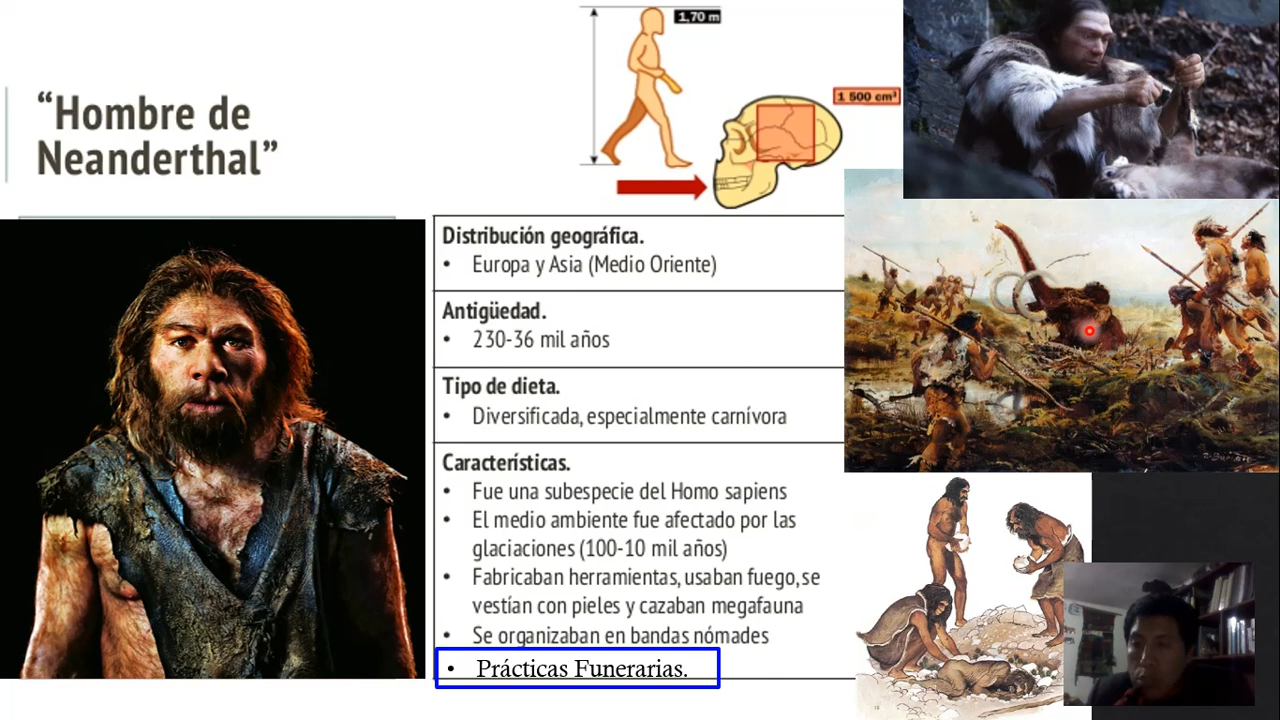 1,70 m
“Hombre de
Neanderthal”
1 500 cm³
Distribución geográfica.
• Europa y Asia (Medio Oriente)
Antigüedad.
• 230-36 mil años
Tipo de dieta.
• Diversificada, especialmente carnívora
Características.
• Fue una subespecie del Homo sapiens
• El medio ambiente fue afectado por las
glaciaciones (100-10 mil años)
• Fabricaban herramientas, usaban fuego, se
vestían con pieles y cazaban megafauna
• Se organizaban en bandas nómades
• Prácticas Funerarias.